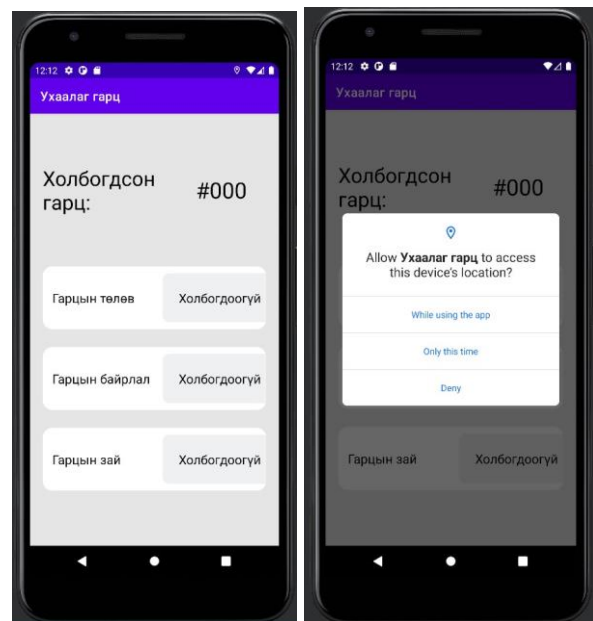 12:12
Ухаалаг гарц
Холбогдсон
гарц:
#000
Гарцын төлөв
Холбогдоогүй
Гарцын байрлал
Холбогдоогүй
Гарцын зай
Холбогдоогүй
12:12
Ухаалаг гарц
Холбогдсон
гарц:
#000
Allow Ухаалаг гарц to access
this device's location?
While using the app
Only this time
Deny
Гарцын зай
Холбогдоогүй